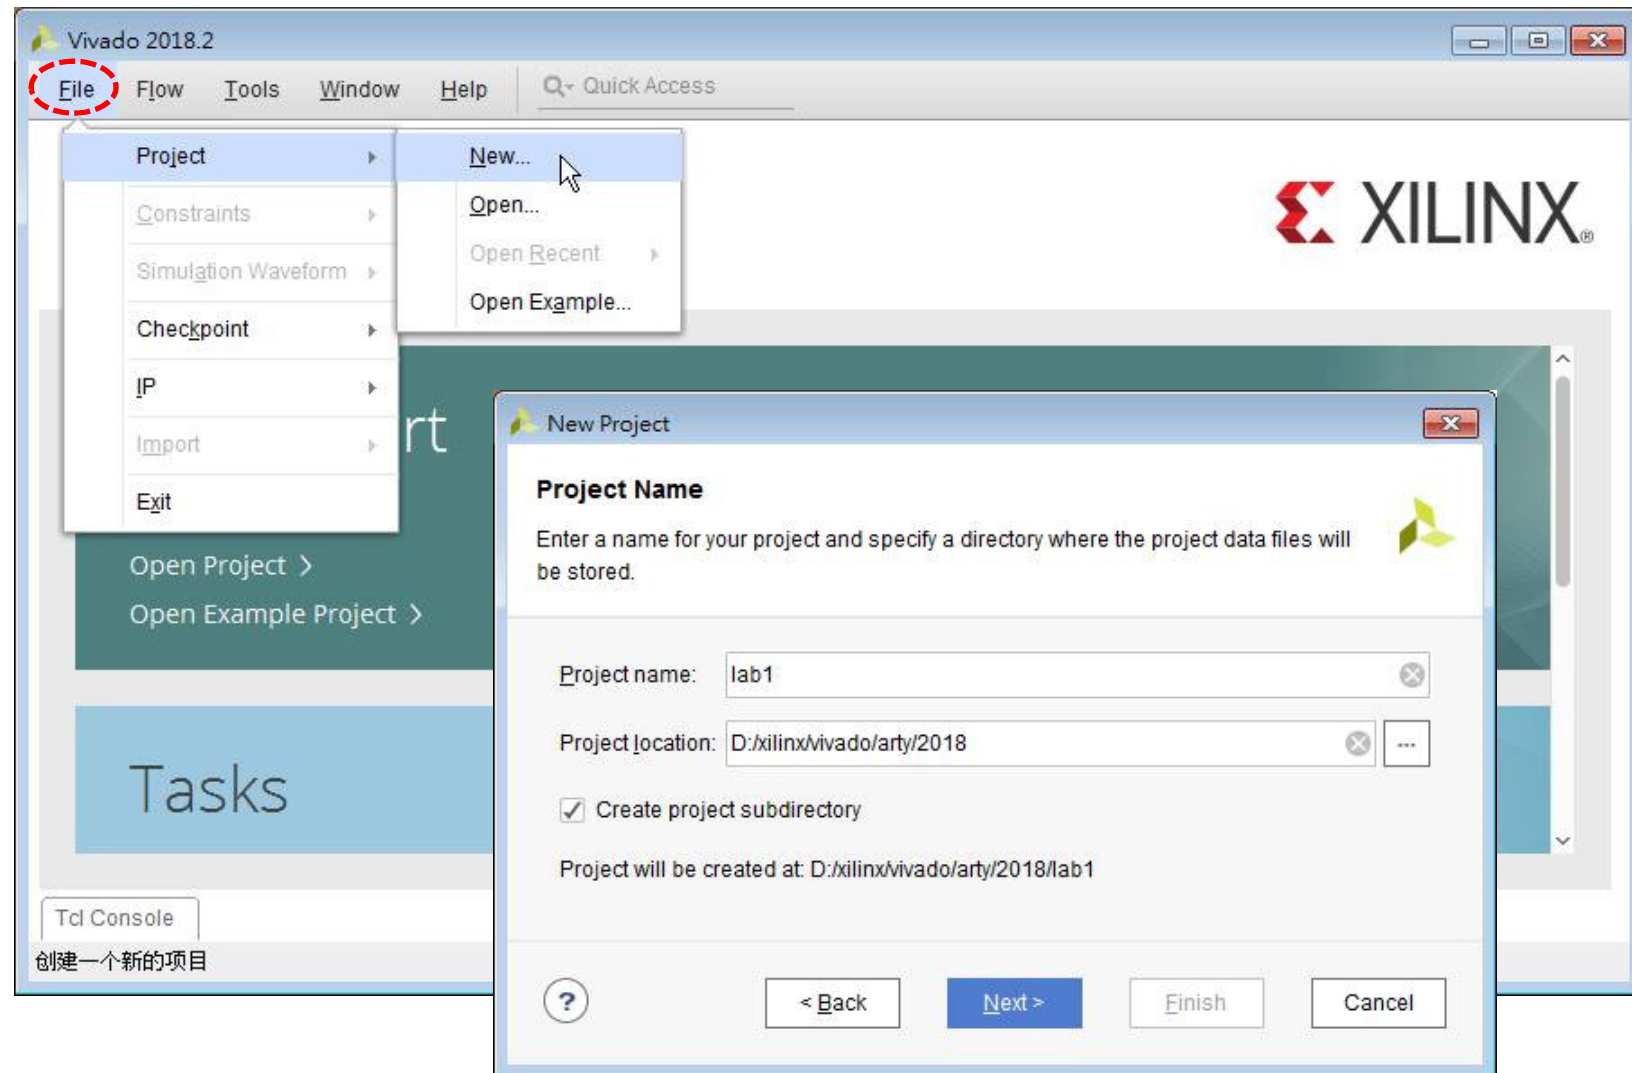 Vivado 2018.2
File Flow Tools Window Help Quick Access
Project
Constraints
Simulation Waveform
Checkpoint
IP
Import
Exit
New...
Open...
Open Recent
Open Example...
XILINX®
rt
Open Project >
Open Example Project >
Tasks
Tcl Console
创建一个新的项目
New Project
Project Name
Enter a name for your project and specify a directory where the project data files will
be stored.
Project name: lab1
Project location: D:/xilinx/vivado/arty/2018 ...
Create project subdirectory
Project will be created at: D:/xilinx/vivado/arty/2018/lab1
? < Back Next > Finish Cancel